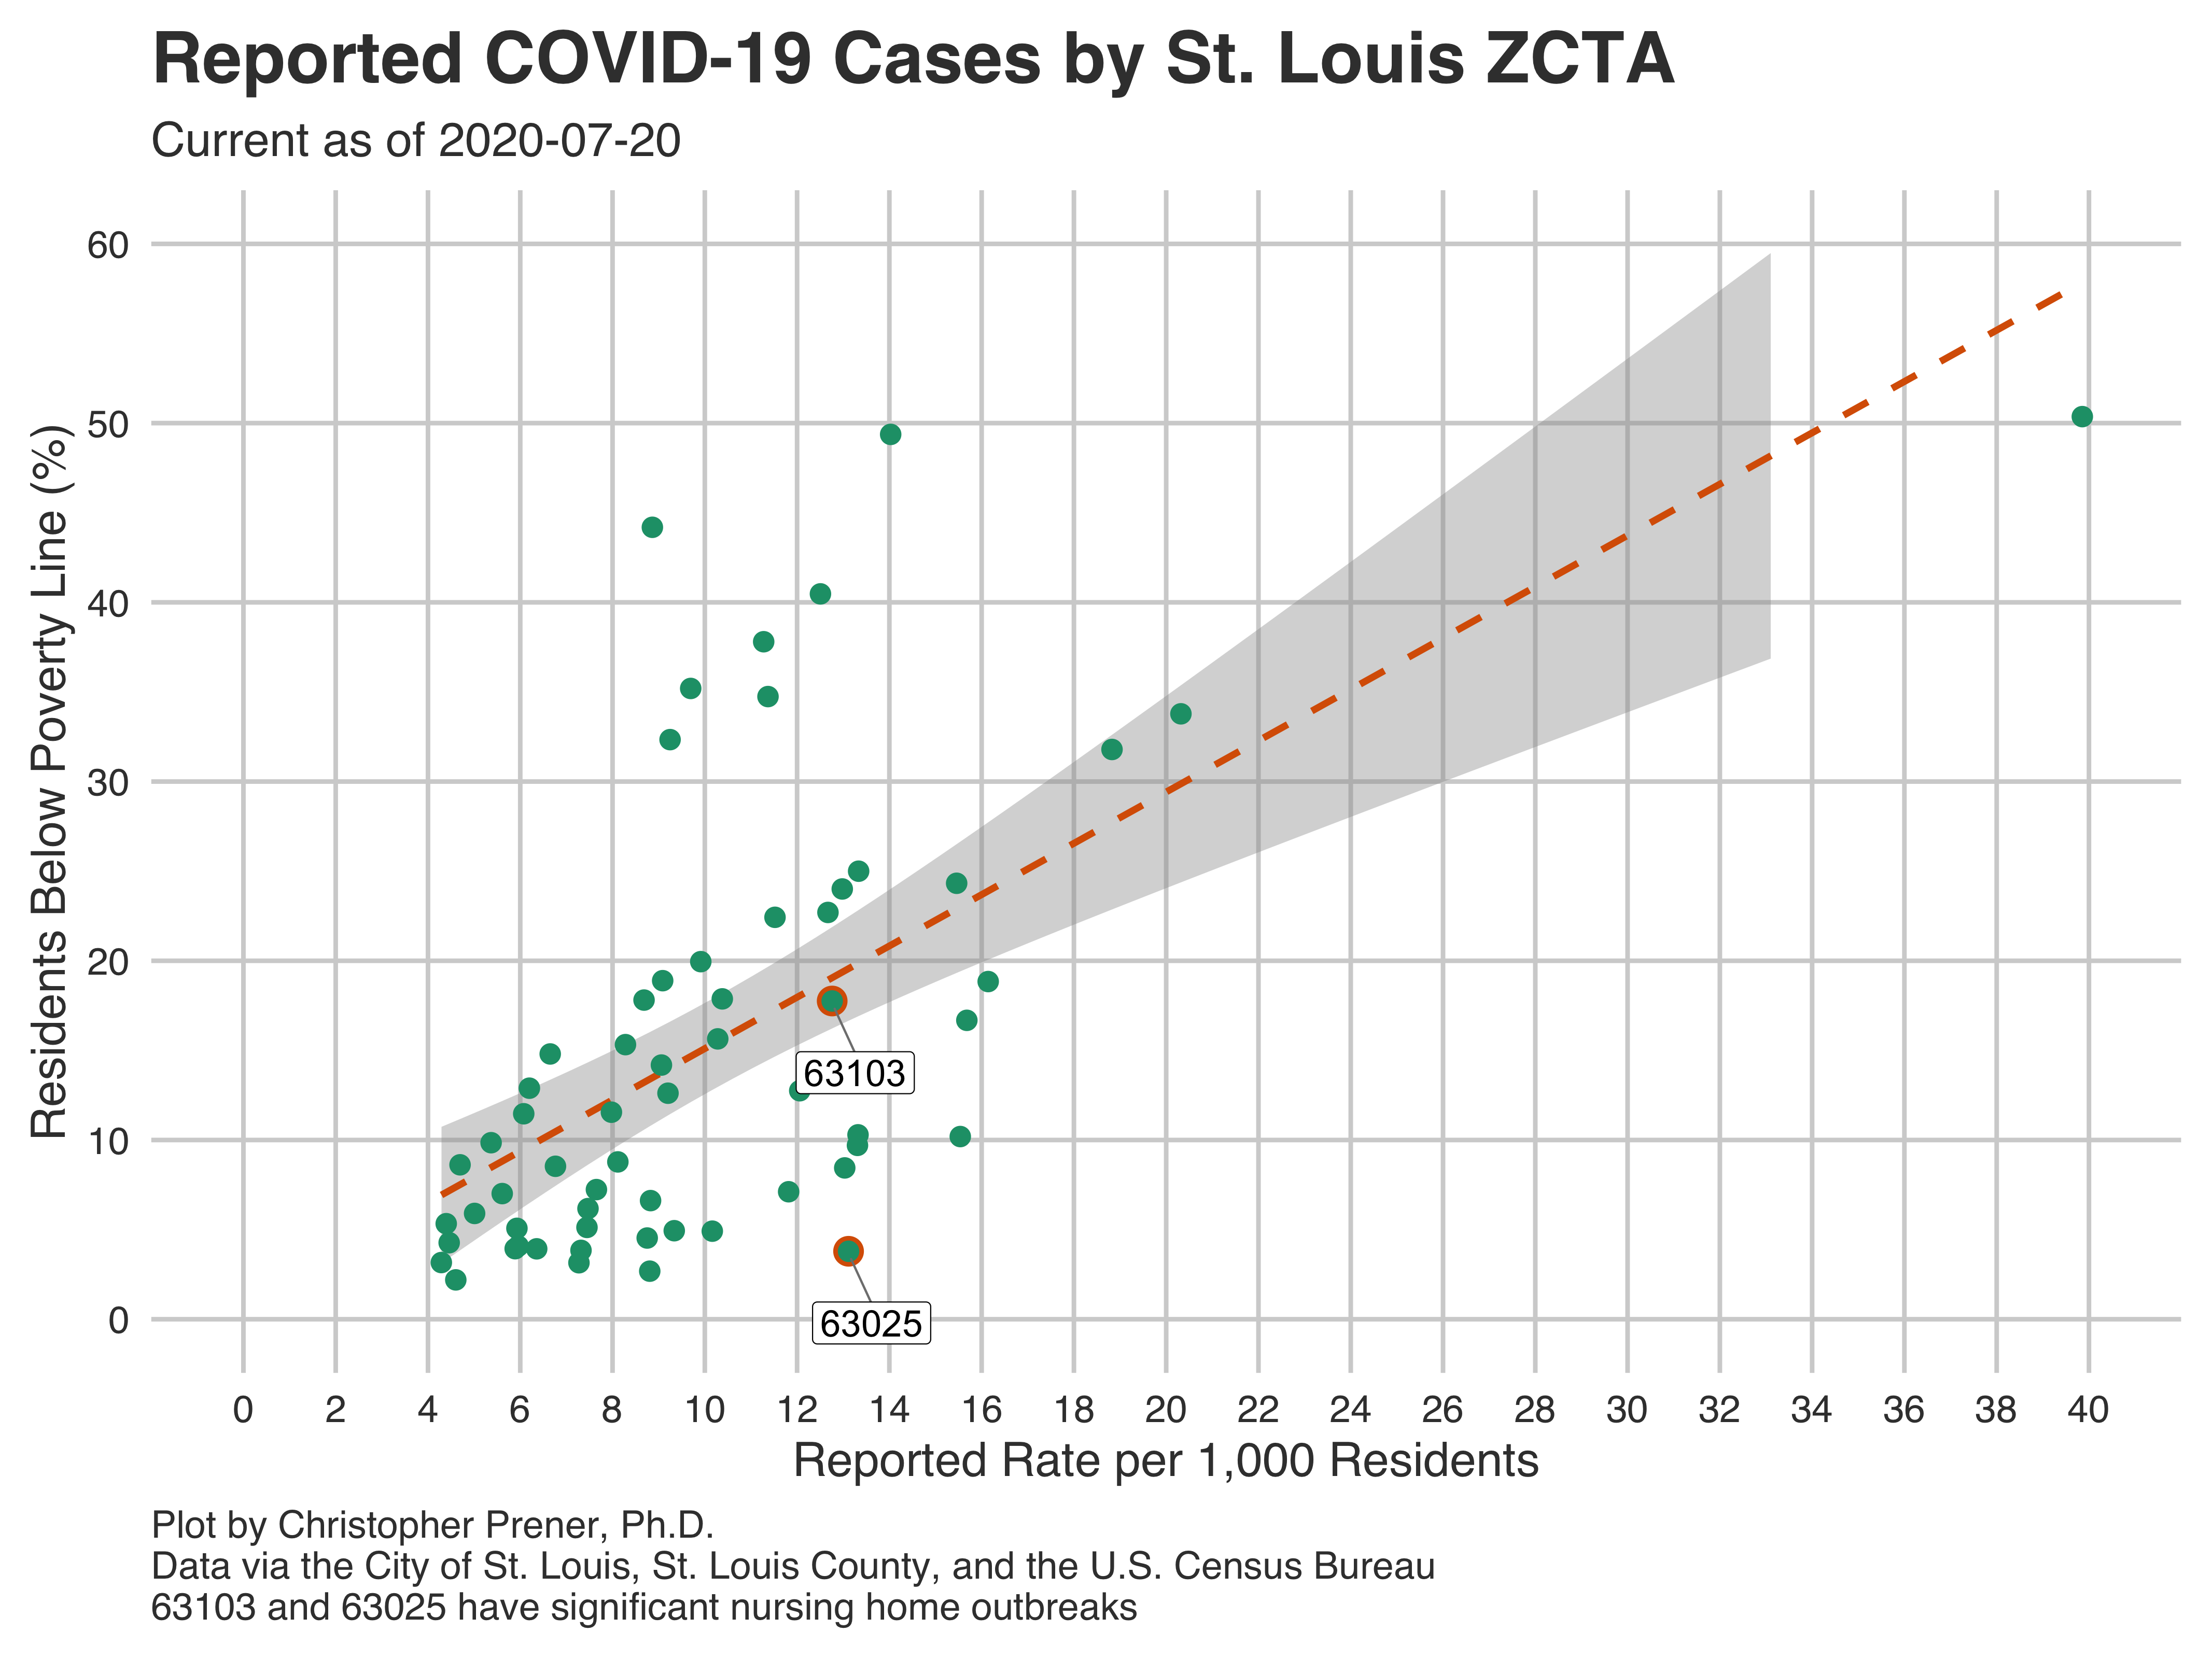 Reported COVID-19 Cases by St. Louis ZCTA
Current as of 2020-07-20
Residents Below Poverty Line (%)
60
50
40
30
20
10
0
63103
63025
0 2 4 6 8 10 12 14 16 18 20 22 24 26 28 30 32 34 36 38 40
Reported Rate per 1,000 Residents
Plot by Christopher Prener, Ph.D.
Data via the City of St. Louis, St. Louis County, and the U.S. Census Bureau
63103 and 63025 have significant nursing home outbreaks